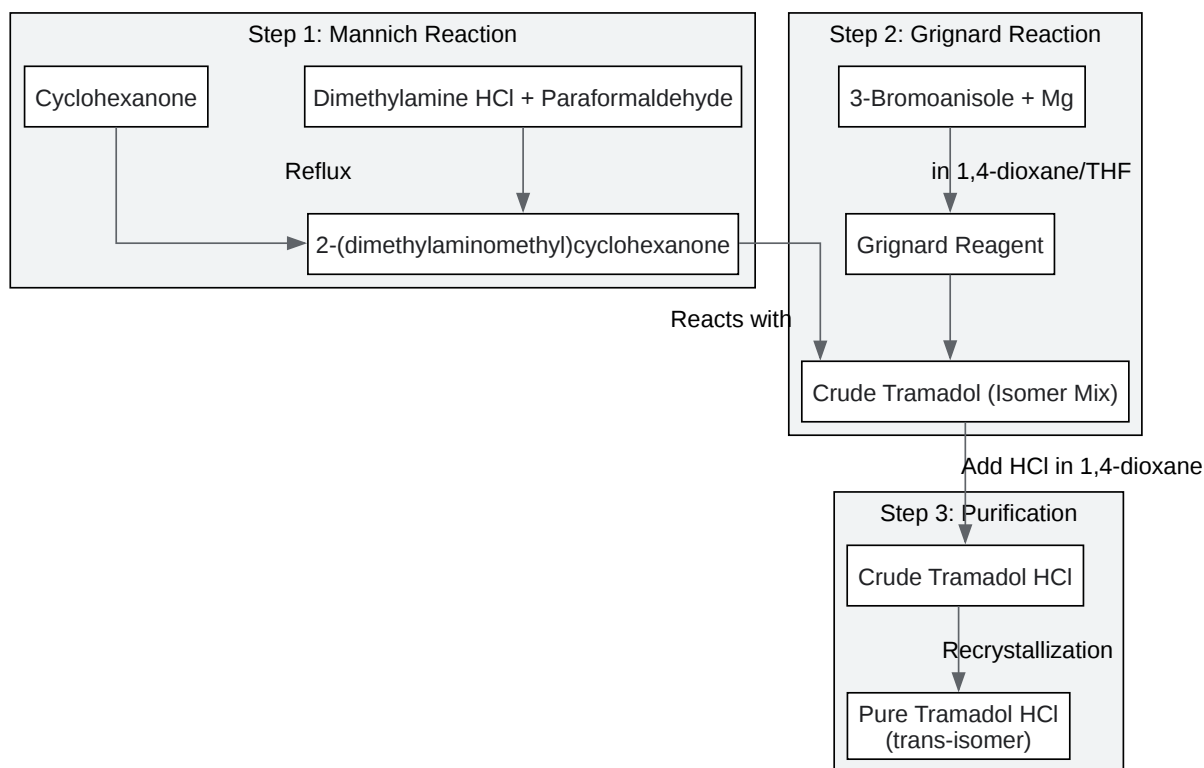 Step 1: Mannich Reaction
Cyclohexanone
Dimethylamine HCl + Paraformaldehyde
Reflux
2-(dimethylaminomethyl)cyclohexanone
Reacts with
Step 2: Grignard Reaction
3-Bromoanisole + Mg
in 1,4-dioxane/THF
Grignard Reagent
Crude Tramadol (Isomer Mix)
Add HCl in 1,4-dioxane
Step 3: Purification
Crude Tramadol HCl
Recrystallization
Pure Tramadol HCl
(trans-isomer)